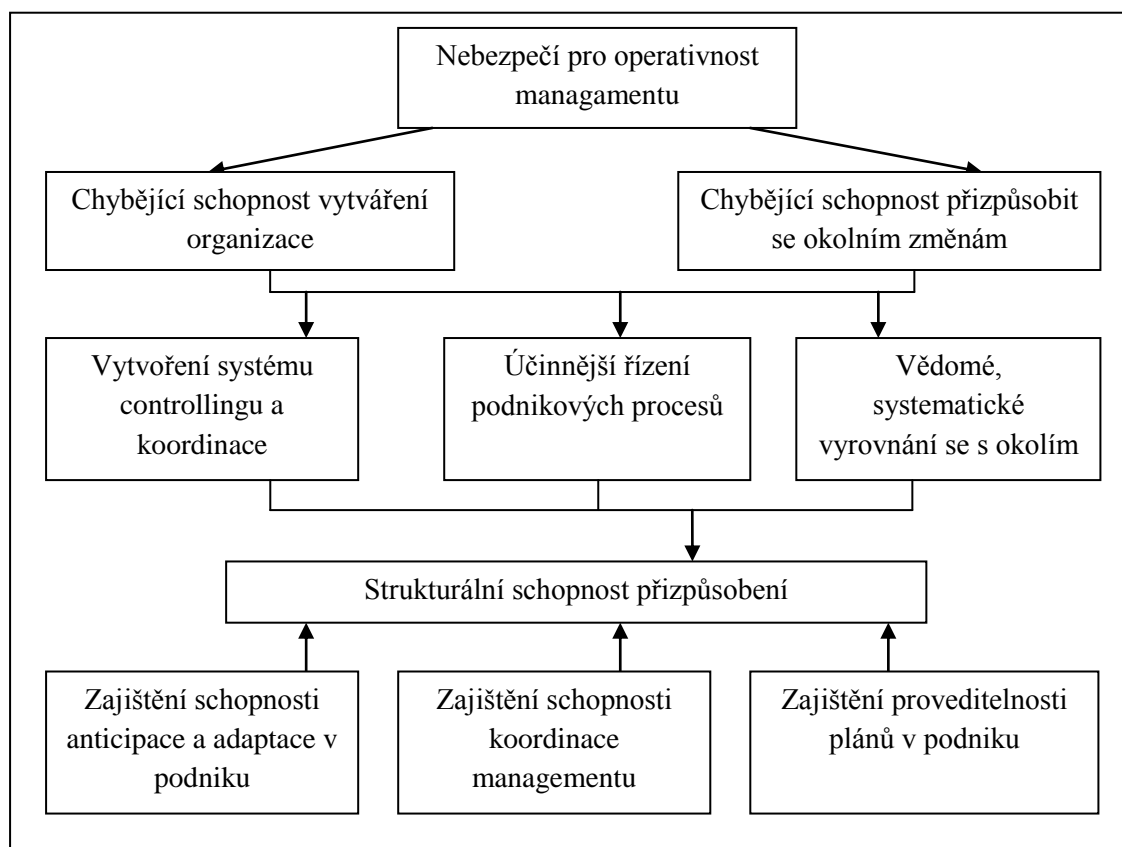 Nebezpečí pro operativnost
managamentu
Chybějící schopnost vytváření
organizace
Chybějící schopnost přizpůsobit
se okolním změnám
Vytvoření systému
controllingu a
koordinace
Účinnější řízení
podnikových procesů
Vědomé,
systematické
vyrovnání se s okolím
Strukturální schopnost přizpůsobení
Zajištění schopnosti
anticipace a adaptace v
podniku
Zajištění schopnosti
koordinace
managementu
Zajištění proveditelnosti
plánů v podniku